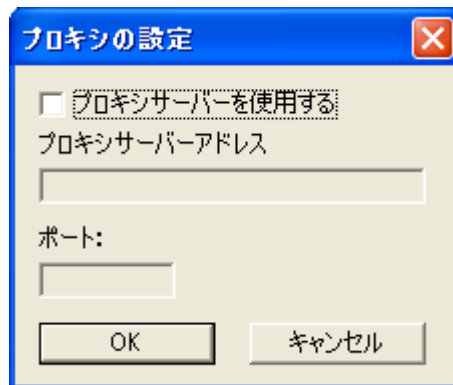 プロキシの設定
プロキシサーバーを使用する
プロキシサーバーアドレス
ポート:
OK
キャンセル